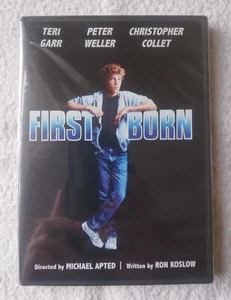 TERI PETER CHRISTOPHER
GARR WELLER COLLET
FIRST BORN
Directed by MICHAEL APTED | Written by RON KOSLOW